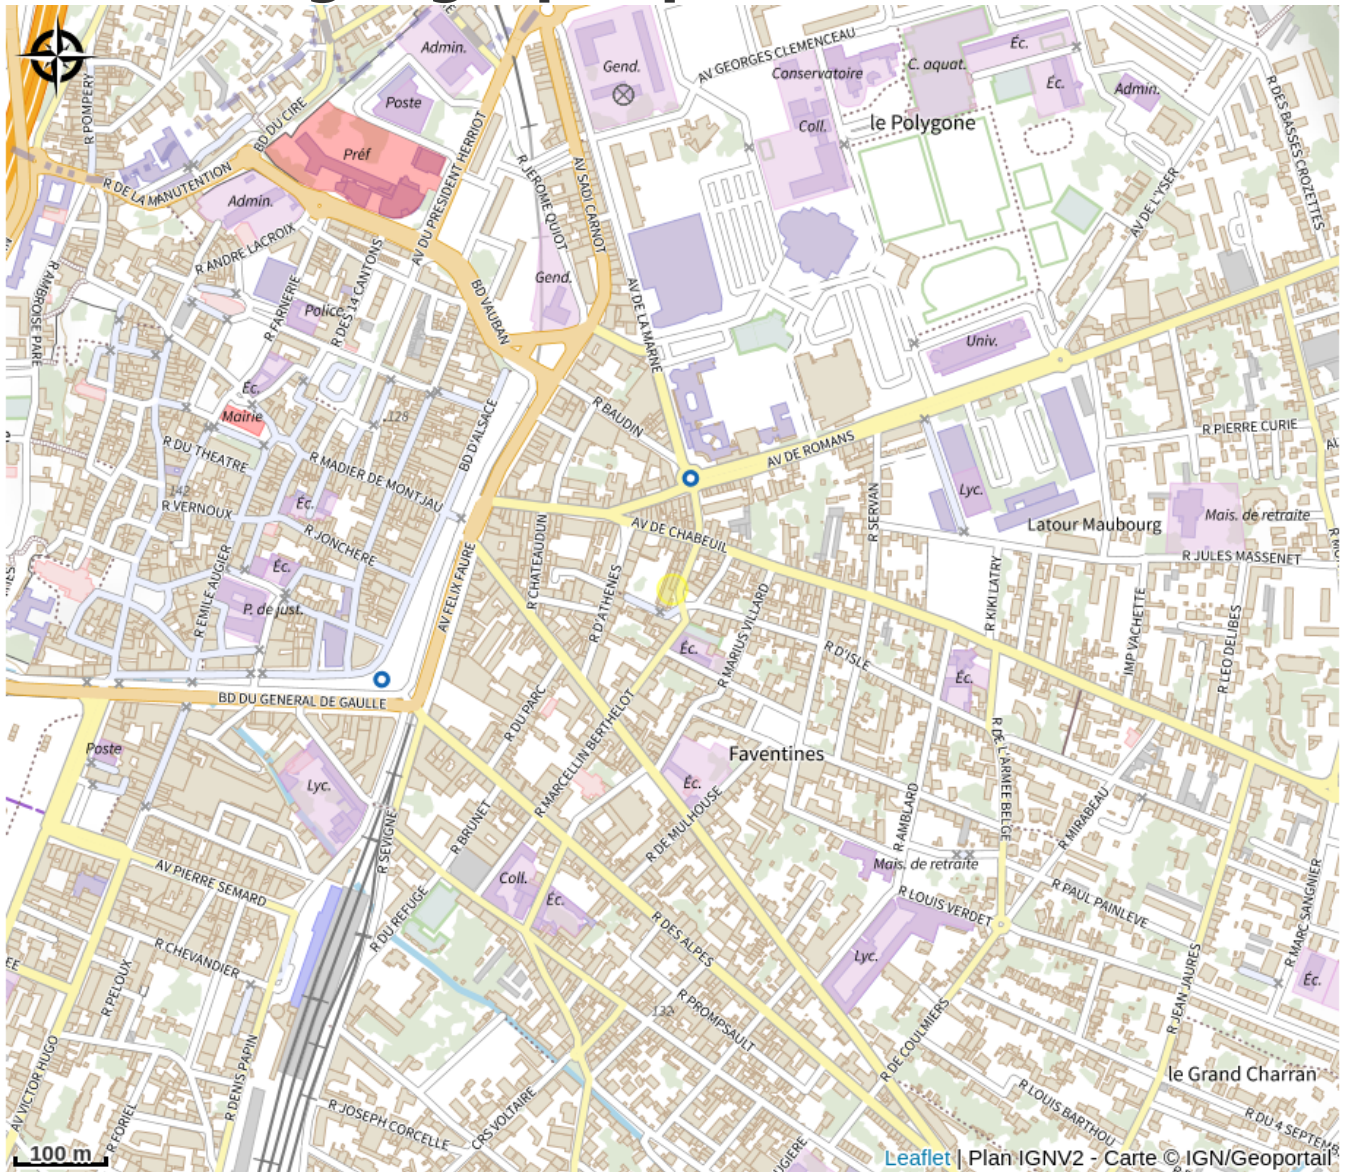 Admin.
Gend.
AV GEORGES CLEMENCEAU
Éc.
Conservatoire
C. aquat.
Éc.
Admin.
R DES BASSES CROZETTES
Poste
R POMPERY
BD DU CIRE
Coll.
le Polygone
Préf
AV DU PRESIDENT HERRIOT
R JEROME QUIOT
AV SADI CARNOT
R DE LA MANUTENTION
Admin.
AV DE L'YSER
R ANDRE LACROIX
R AMBROISE PARE
R FARNERIE
Police
R DES 14 CANTONS
BD VAUBAN
Gend.
AV DE LA MARNE
Univ.
Éc.
Mairie
128
BD D'ALSACE
R BAUDIN
R DU THEATRE
R MADIER DE MONTJAU
AV DE ROMANS
R PIERRE CURIE
142
R VERNOUX
Éc.
Lyc.
R SERVAN
Latour Maubourg
Mais. de retraite
R JONCHERE
AV DE CHABEUIL
R JULES MASSENET
R EMILE AUGIER
Éc.
P. de just.
AV FELIX FAURE
R CHATEAUDUN
R D'ATHENES
R KIKI LATRY
IMP VACHETTE
R LEO DELIBES
R MARIUS VILLARD
Éc.
R D'ISLE
Éc.
BD DU GENERAL DE GAULLE
R DU PARC
R MARCELLIN BERTHELOT
Poste
Faventines
R DE L'ARMEE BELGE
Lyc.
Éc.
R DE MULHOUSE
R AMBLARD
R MIRABEAU
R SEVIGNE
R BRUNET
Mais. de retraite
AV PIERRE SEMARD
Coll.
Éc.
R LOUIS VERDET
R PAUL PAINLEVE
R MARC SANGNIER
R DU REFUGE
R DES ALPES
R CHEVANDIER
Lyc.
R JEAN JAURES
Éc.
R PELOUX
132
R PROMPSAULT
R DE COULMIERS
AV VICTOR HUGO
R DENIS PAPIN
le Grand Charran
R FORIEL
R JOSEPH CORCELLE
CRS VOLTAIRE
R LOUIS BARTHOU
R DU 4 SEPTEMB
100 m
Leaflet | Plan IGNV2 - Carte © IGN/Geoportail